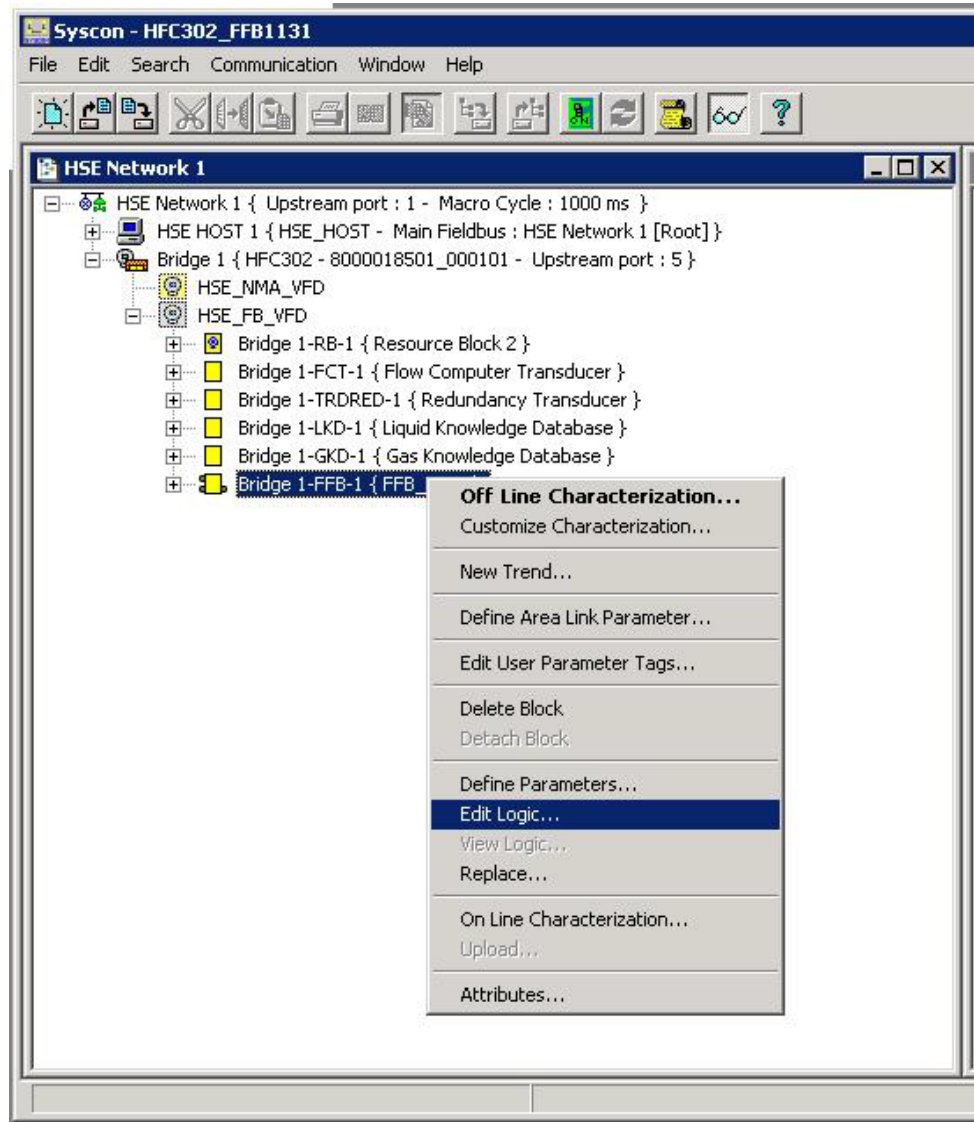 Syscon - HFC302_FFB1131
File Edit Search Communication Window Help
HSE Network 1
HSE Network 1 { Upstream port : 1 - Macro Cycle : 1000 ms }
HSE HOST 1 { HSE_HOST - Main Fieldbus : HSE Network 1 [Root] }
Bridge 1 { HFC302 - 8000018501_000101 - Upstream port : 5 }
HSE_NMA_VFD
HSE_FB_VFD
Bridge 1-RB-1 { Resource Block 2 }
Bridge 1-FCT-1 { Flow Computer Transducer }
Bridge 1-TRDRED-1 { Redundancy Transducer }
Bridge 1-LKD-1 { Liquid Knowledge Database }
Bridge 1-GKD-1 { Gas Knowledge Database }
Bridge 1-FFB-1 { FFB_
Off Line Characterization...
Customize Characterization...
New Trend...
Define Area Link Parameter...
Edit User Parameter Tags...
Delete Block
Detach Block
Define Parameters...
Edit Logic...
View Logic...
Replace...
On Line Characterization...
Upload...
Attributes...